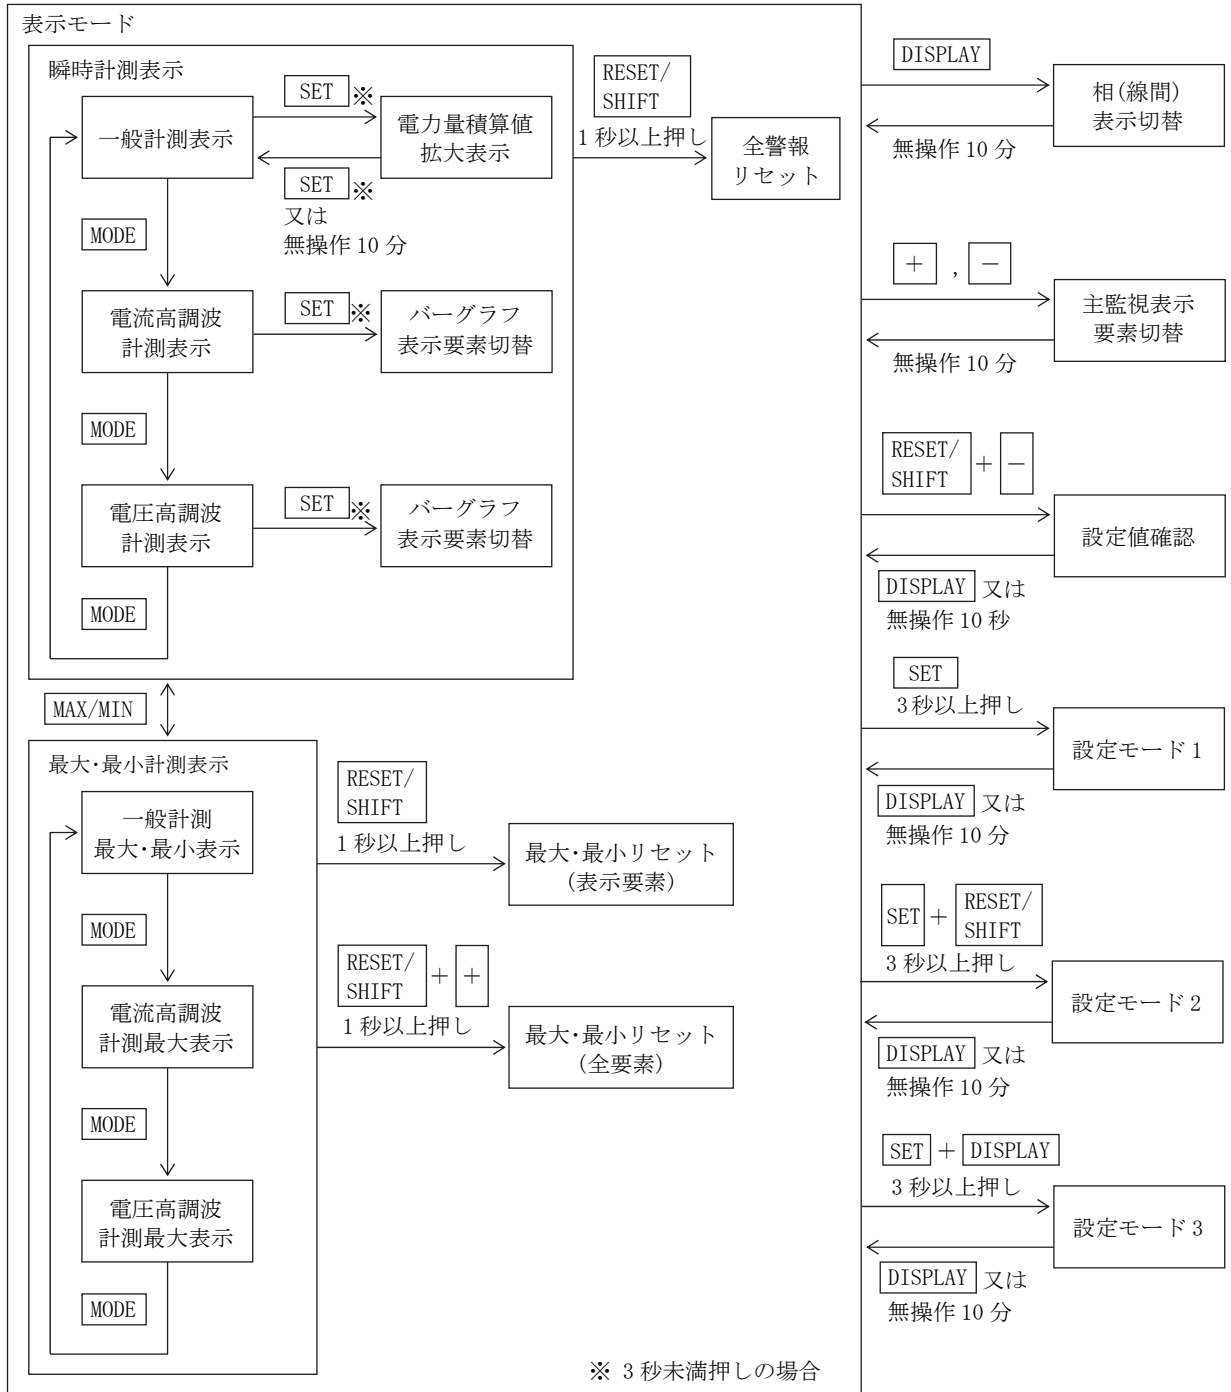 表示モード
瞬時計測表示
一般計測表示
SET ※
電力量積算値
拡大表示
SET ※
又は
無操作 10 分
MODE
電流高調波
計測表示
SET ※
バーグラフ
表示要素切替
MODE
電圧高調波
計測表示
SET ※
バーグラフ
表示要素切替
MODE
RESET/
SHIFT
1 秒以上押し
全警報
リセット
MAX/MIN
最大・最小計測表示
一般計測
最大・最小表示
MODE
電流高調波
計測最大表示
MODE
電圧高調波
計測最大表示
MODE
RESET/
SHIFT
1 秒以上押し
最大・最小リセット
(表示要素)
RESET/
SHIFT
+ +
1 秒以上押し
最大・最小リセット
(全要素)
※ 3 秒未満押しの場合
DISPLAY
相(線間)
表示切替
無操作 10 分
+ , −
主監視表示
要素切替
無操作 10 分
RESET/
SHIFT
+ −
設定値確認
DISPLAY 又は
無操作 10 秒
SET
3 秒以上押し
設定モード 1
DISPLAY 又は
無操作 10 分
SET + RESET/
SHIFT
3 秒以上押し
設定モード 2
DISPLAY 又は
無操作 10 分
SET + DISPLAY
3 秒以上押し
設定モード 3
DISPLAY 又は
無操作 10 分